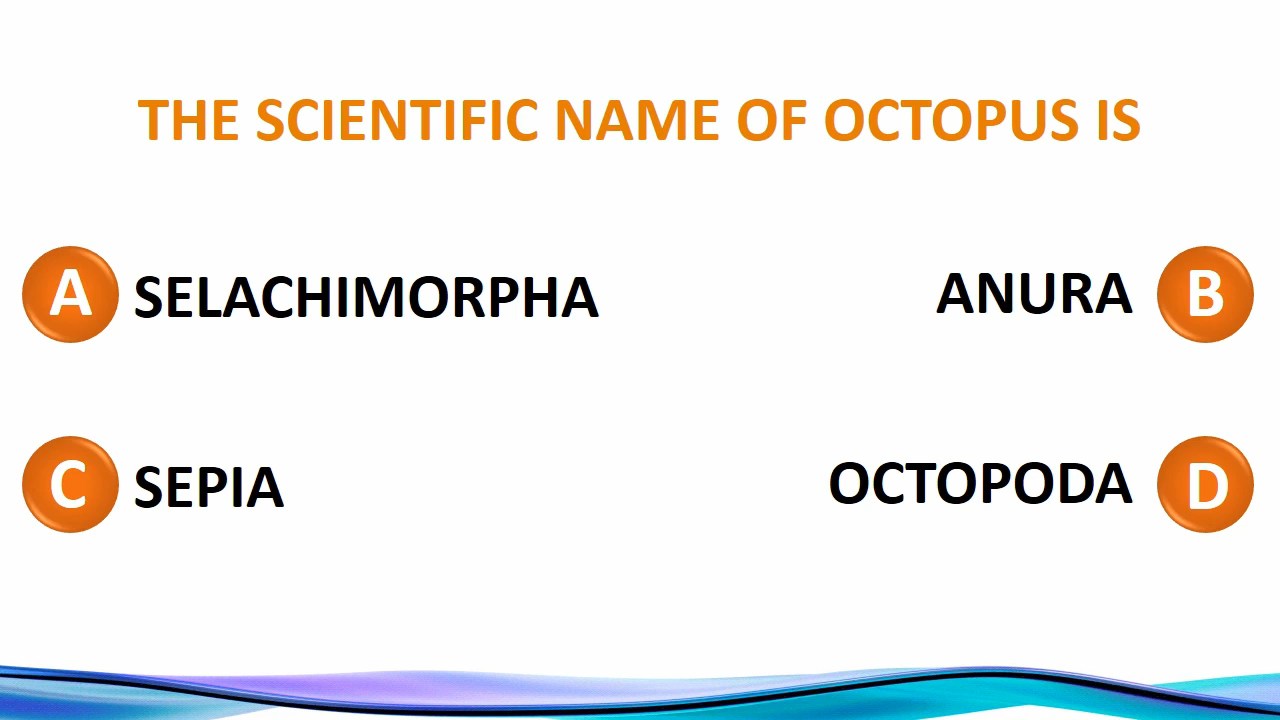 THE SCIENTIFIC NAME OF OCTOPUS IS
A SELACHIMORPHA
ANURA B
C SEPIA
OCTOPODA D